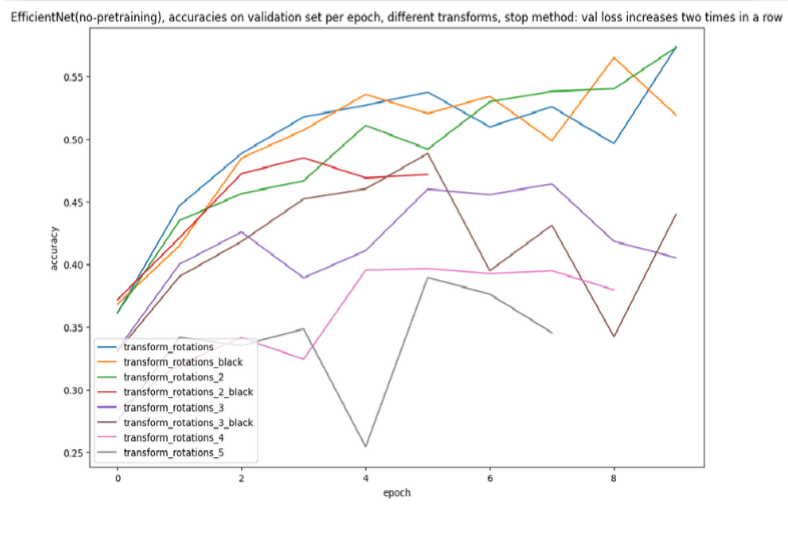 EfficientNet(no-pretraining), accuracies on validation set per epoch, different transforms, stop method: val loss increases two times in a row
0.55
0.50
0.45
0.40
0.35
0.30
0.25
accuracy
transform_rotations
transform_rotations_black
transform_rotations_2
transform_rotations_2_black
transform_rotations_3
transform_rotations_3_black
transform_rotations_4
transform_rotations_5
0
2
4
6
8
epoch